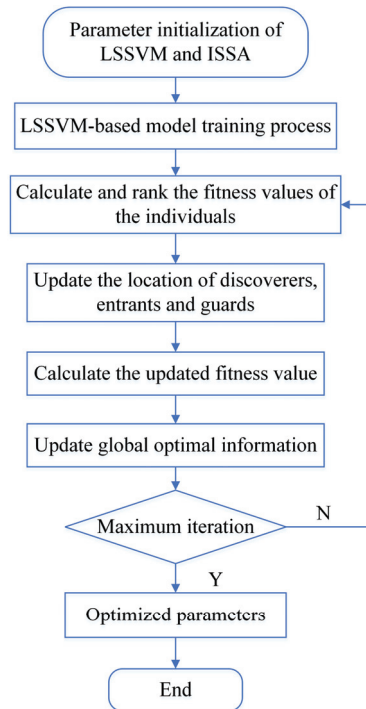 Parameter initialization of
LSSVM and ISSA
LSSVM-based model training process
Calculate and rank the fitness values of
the individuals
Update the location of discoverers,
entrants and guards
Calculate the updated fitness value
Update global optimal information
Maximum iteration
N
Y
Optimized parameters
End